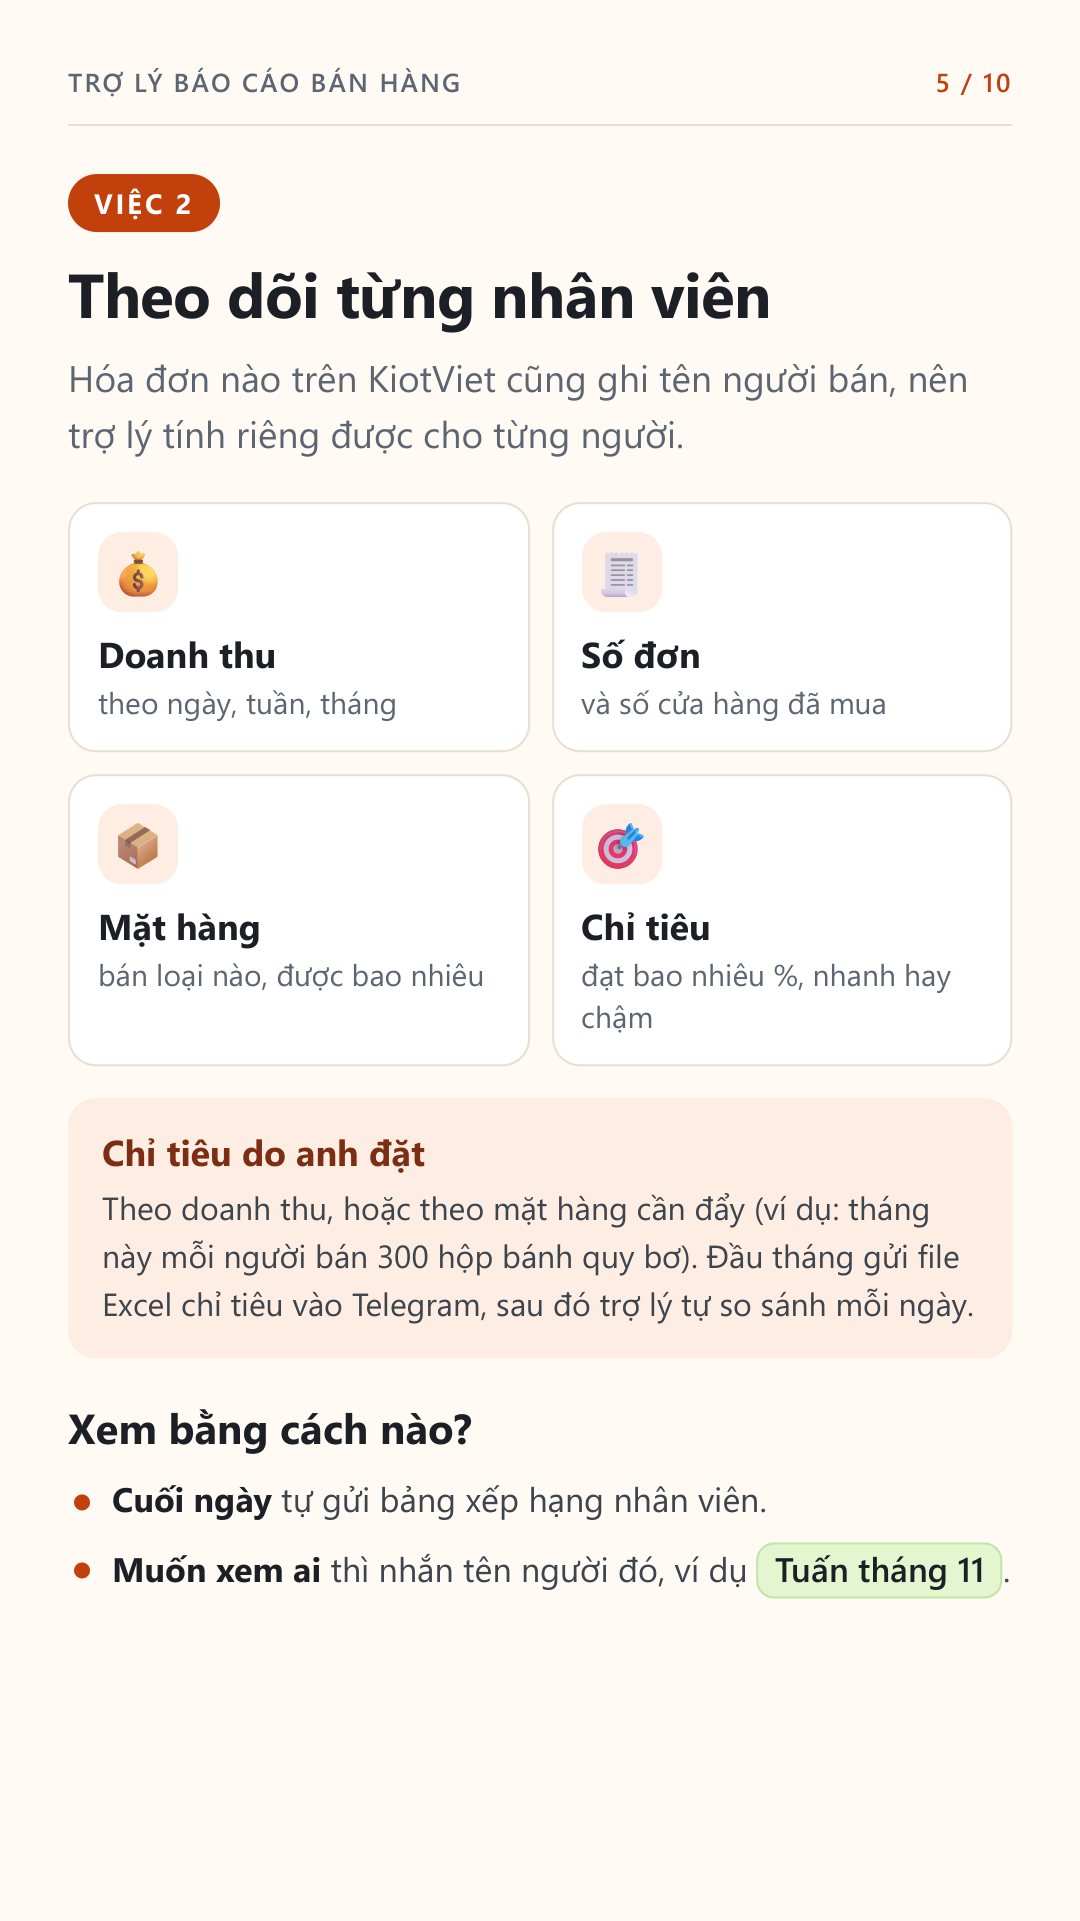 TRỢ LÝ BÁO CÁO BÁN HÀNG
5 / 10
VIỆC 2
Theo dõi từng nhân viên
Hóa đơn nào trên KiotViet cũng ghi tên người bán, nên
trợ lý tính riêng được cho từng người.
Doanh thu
theo ngày, tuần, tháng
Số đơn
và số cửa hàng đã mua
Mặt hàng
bán loại nào, được bao nhiêu
Chỉ tiêu
đạt bao nhiêu %, nhanh hay
chậm
Chỉ tiêu do anh đặt
Theo doanh thu, hoặc theo mặt hàng cần đẩy (ví dụ: tháng
này mỗi người bán 300 hộp bánh quy bơ). Đầu tháng gửi file
Excel chỉ tiêu vào Telegram, sau đó trợ lý tự so sánh mỗi ngày.
Xem bằng cách nào?
Cuối ngày tự gửi bảng xếp hạng nhân viên.
Muốn xem ai thì nhắn tên người đó, ví dụ Tuấn tháng 11.